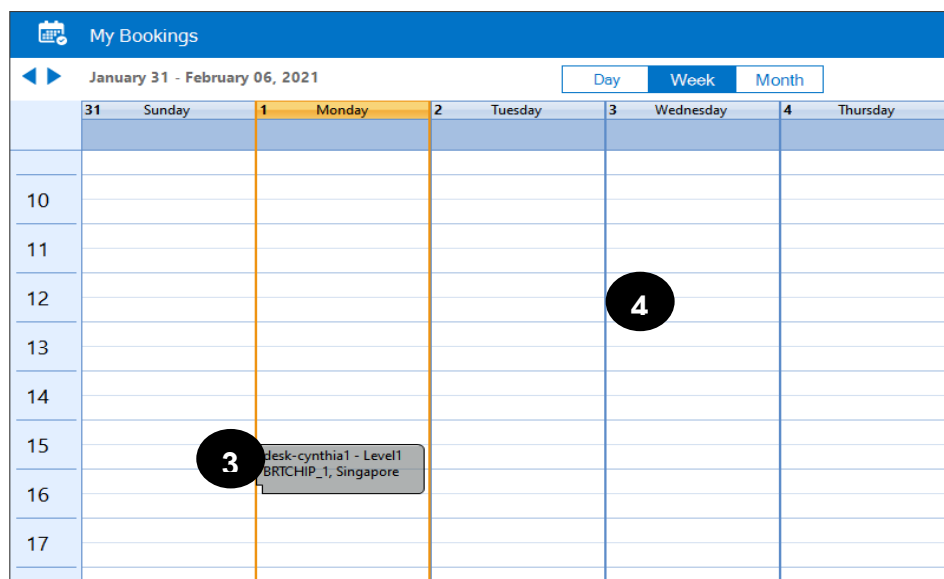 My Bookings
January 31 - February 06, 2021
Day Week Month
31 Sunday 1 Monday 2 Tuesday 3 Wednesday 4 Thursday
10
11
12
4
13
14
15
3
desk-cynthia1 - Level1
BRTCHIP_1, Singapore
16
17